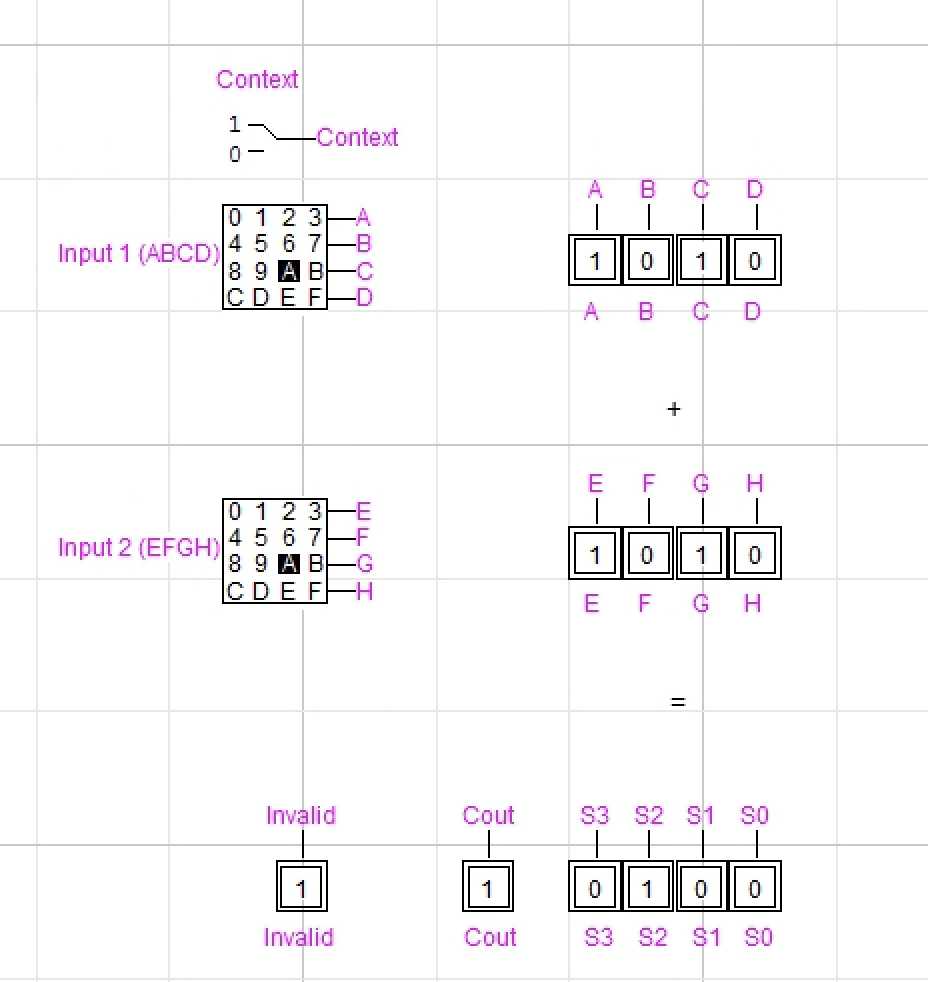 Context
1
0 Context
A B C D
0 1 2 3 A
4 5 6 7 B
Input 1 (ABCD)
8 9 A B C
C D E F D
1 0 1 0
A B C D
+
E F G H
0 1 2 3 E
4 5 6 7 F
Input 2 (EFGH)
8 9 A B G
C D E F H
1 0 1 0
E F G H
=
Invalid Cout S3 S2 S1 S0
1 1 0 1 0 0
Invalid Cout S3 S2 S1 S0